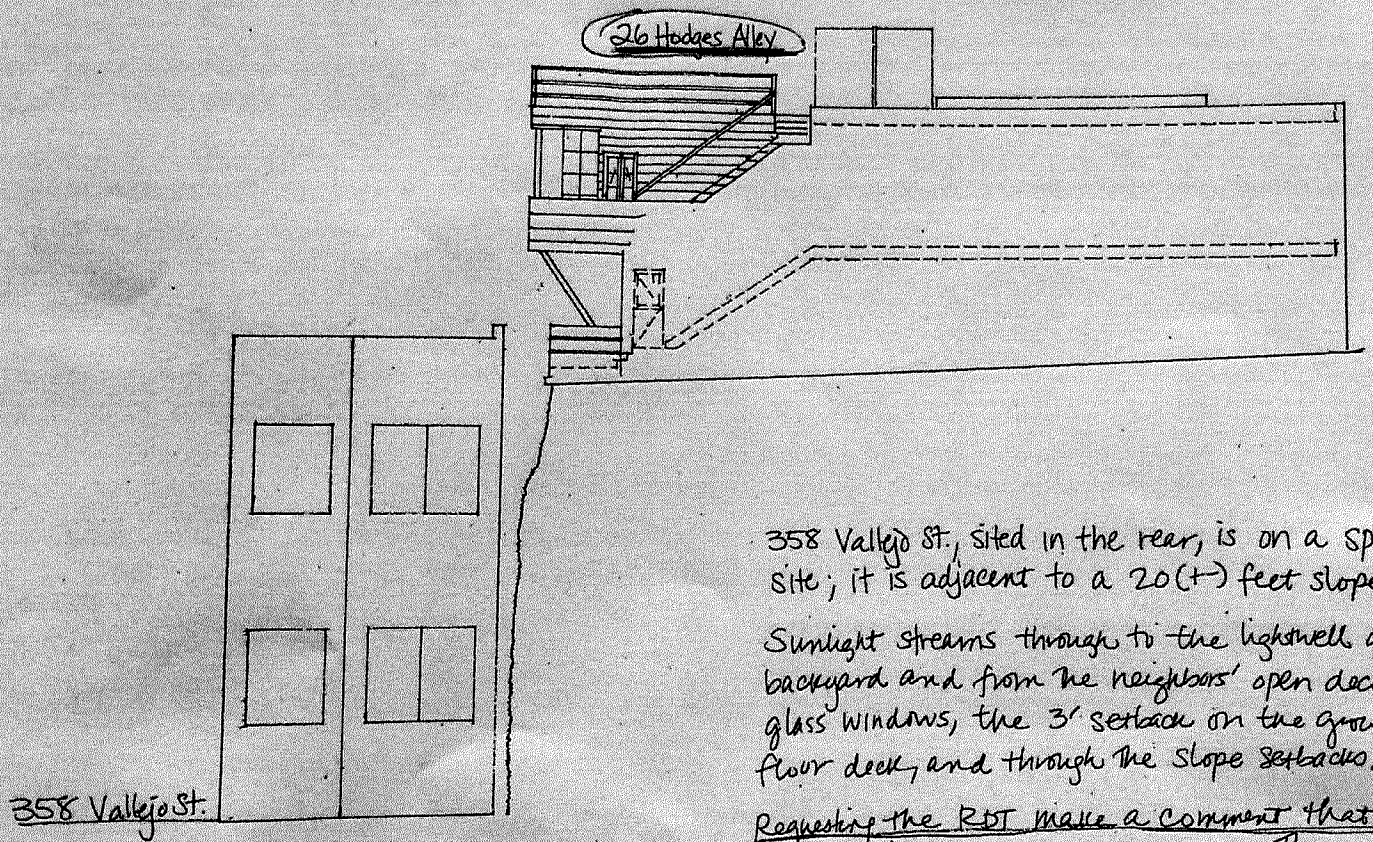 26 Hodges Alley
358 Vallejo St., sited in the rear, is on a sp
site; it is adjacent to a 20(+-) feet slope
Sunlight streams through to the lightwell a
backyard and from the neighbors' open dec
glass windows, the 3' setback on the grou
floor deck, and through the slope setbacks.
358 Vallejo St.
Requesting the RDT make a comment that